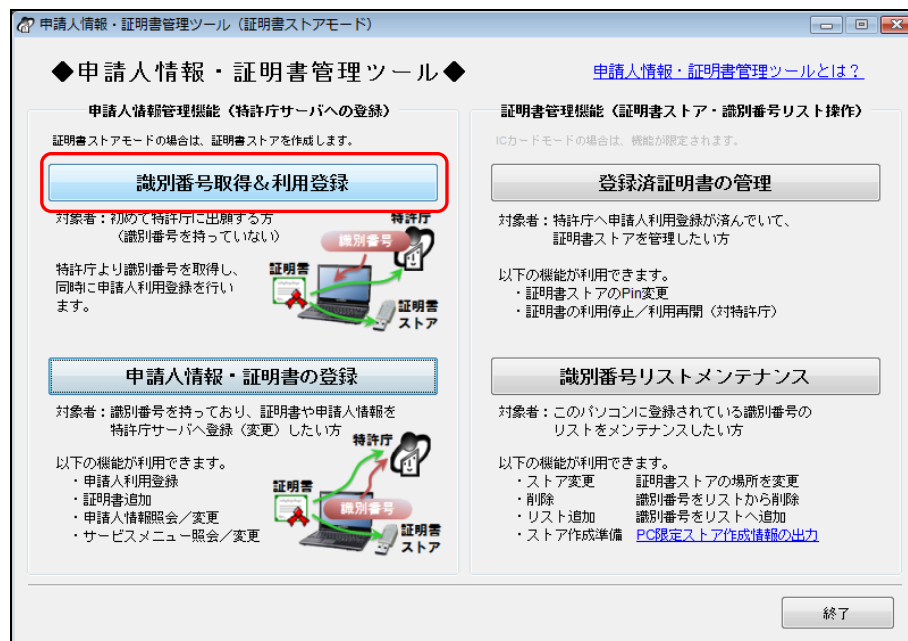 申請人情報・証明書管理ツール（証明書ストアモード）
◆申請人情報・証明書管理ツール◆
申請人情報・証明書管理ツールとは？
申請人情報管理機能（特許庁サーバへの登録）
証明書ストアモードの場合は、証明書ストアを作成します。
識別番号取得＆利用登録
対象者：初めて特許庁に出願する方
（識別番号を持っていない）
特許庁より識別番号を取得し、
同時に申請人利用登録を行い
ます。
特許庁
識別番号
証明書
証明書
ストア
申請人情報・証明書の登録
対象者：識別番号を持っており、証明書や申請人情報を
特許庁サーバへ登録（変更）したい方
以下の機能が利用できます。
・申請人利用登録
・証明書追加
・申請人情報照会／変更
・サービスメニュー照会／変更
特許庁
証明書
識別番号
証明書
ストア
証明書管理機能（証明書ストア・識別番号リスト操作）
ICカードモードの場合は、機能が限定されます。
登録済証明書の管理
対象者：特許庁へ申請人利用登録が済んでいて、
証明書ストアを管理したい方
以下の機能が利用できます。
・証明書ストアのPin変更
・証明書の利用停止／利用再開（対特許庁）
識別番号リストメンテナンス
対象者：このパソコンに登録されている識別番号の
リストをメンテナンスしたい方
以下の機能が利用できます。
・ストア変更　証明書ストアの場所を変更
・削除　識別番号をリストから削除
・リスト追加　識別番号をリストへ追加
・ストア作成準備　PC限定ストア作成情報の出力
終了